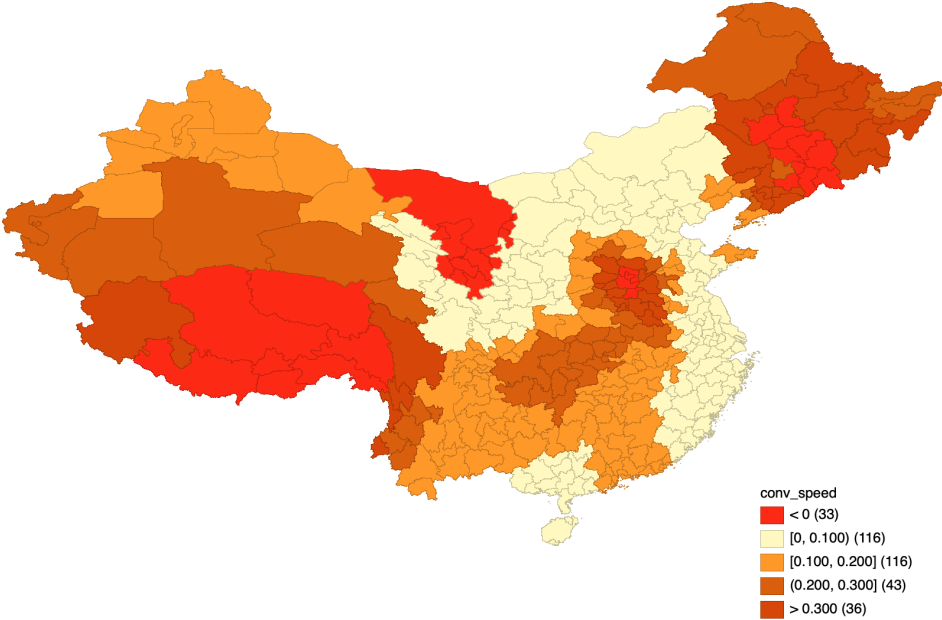 conv_speed
< 0 (33)
[0, 0.100) (116)
[0.100, 0.200] (116)
(0.200, 0.300] (43)
> 0.300 (36)